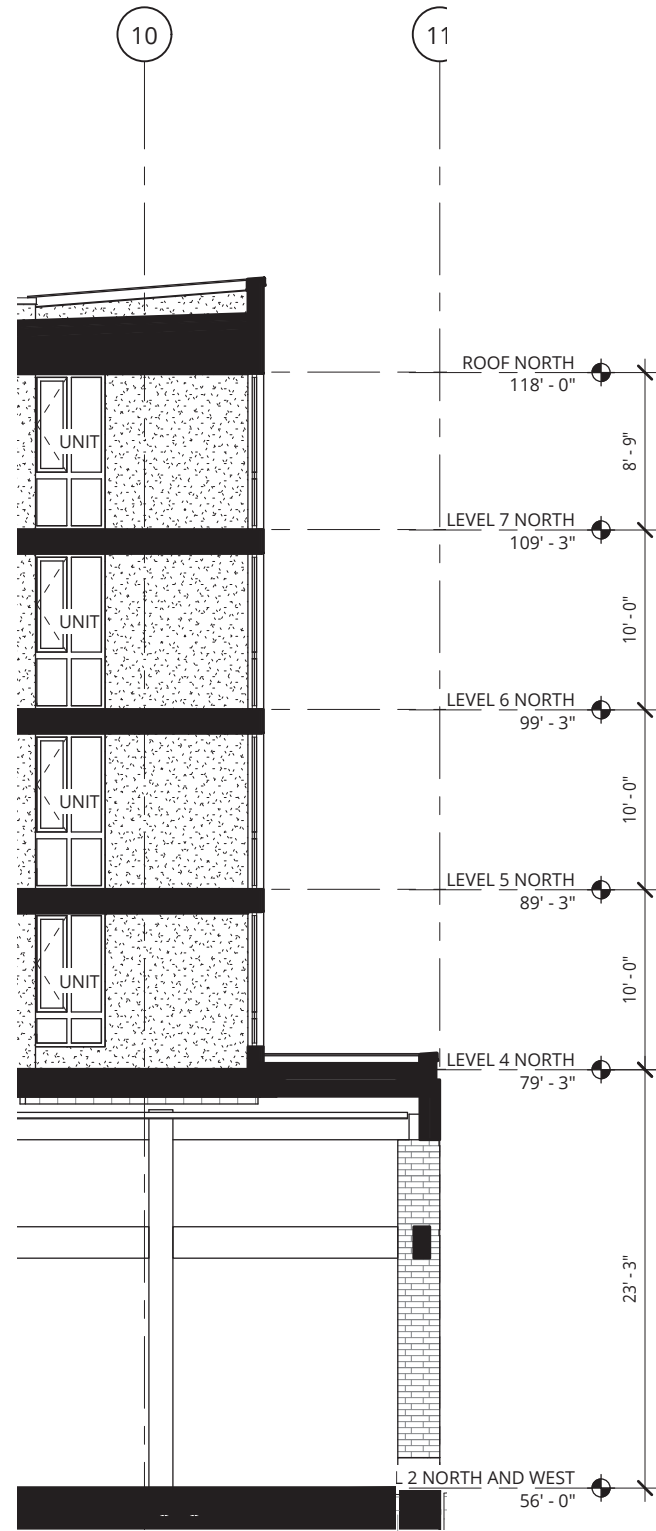 10
11
ROOF NORTH
118' - 0"
8' - 9"
UNIT
LEVEL 7 NORTH
109' - 3"
10' - 0"
UNIT
LEVEL 6 NORTH
99' - 3"
10' - 0"
UNIT
LEVEL 5 NORTH
89' - 3"
10' - 0"
UNIT
LEVEL 4 NORTH
79' - 3"
23' - 3"
L 2 NORTH AND WEST
56' - 0"